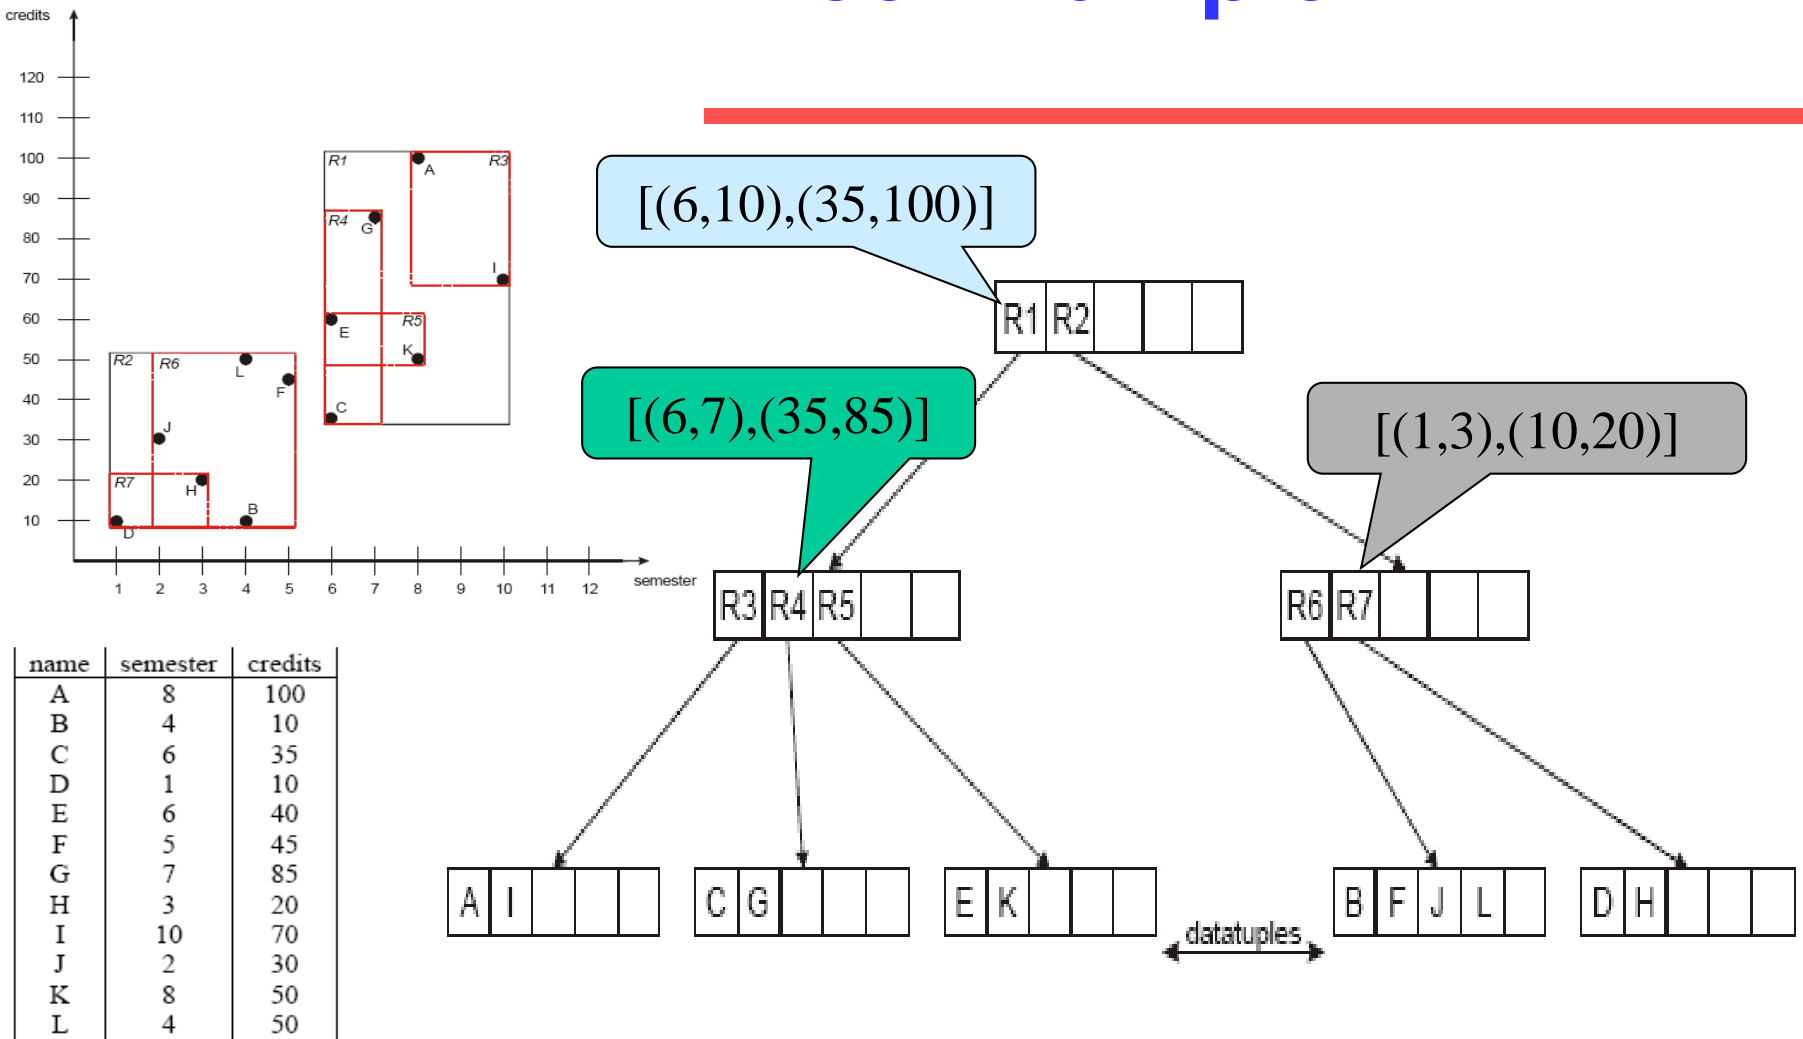 credits
120
110
100
90
80
70
60
50
40
30
20
10
R1
A
R3
R4
G
I
E
R5
K
C
R2
R6
L
F
J
R7
H
B
D
1 2 3 4 5 6 7 8 9 10 11 12
semester
[(6,10),(35,100)]
R1 R2
[(6,7),(35,85)]
[(1,3),(10,20)]
R3 R4 R5
R6 R7
A I
C G
E K
B F J L
D H
datatuples
name semester credits
A 8 100
B 4 10
C 6 35
D 1 10
E 6 40
F 5 45
G 7 85
H 3 20
I 10 70
J 2 30
K 8 50
L 4 50